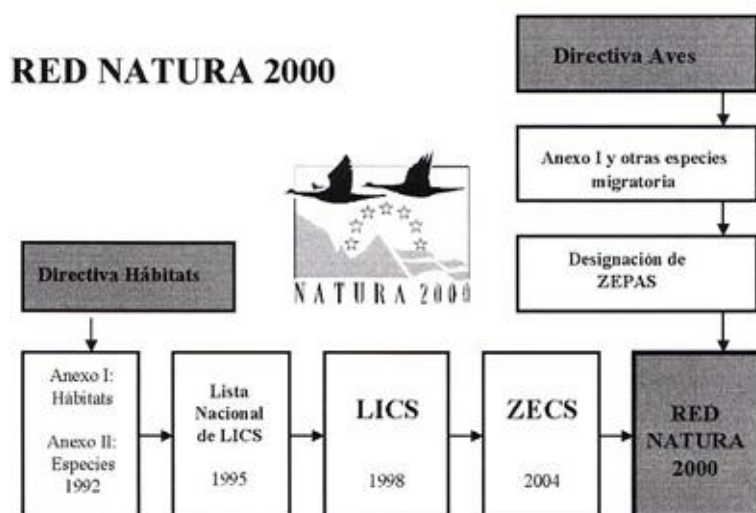 RED NATURA 2000
Directiva Aves
Anexo I y otras especies
migratoria
Designación de
ZEPAS
NATURA 2000
Directiva Hábitats
Anexo I:
Hábitats
Anexo II:
Especies
1992
Lista
Nacional
de LICS
1995
LICS
1998
ZECS
2004
RED
NATURA
2000